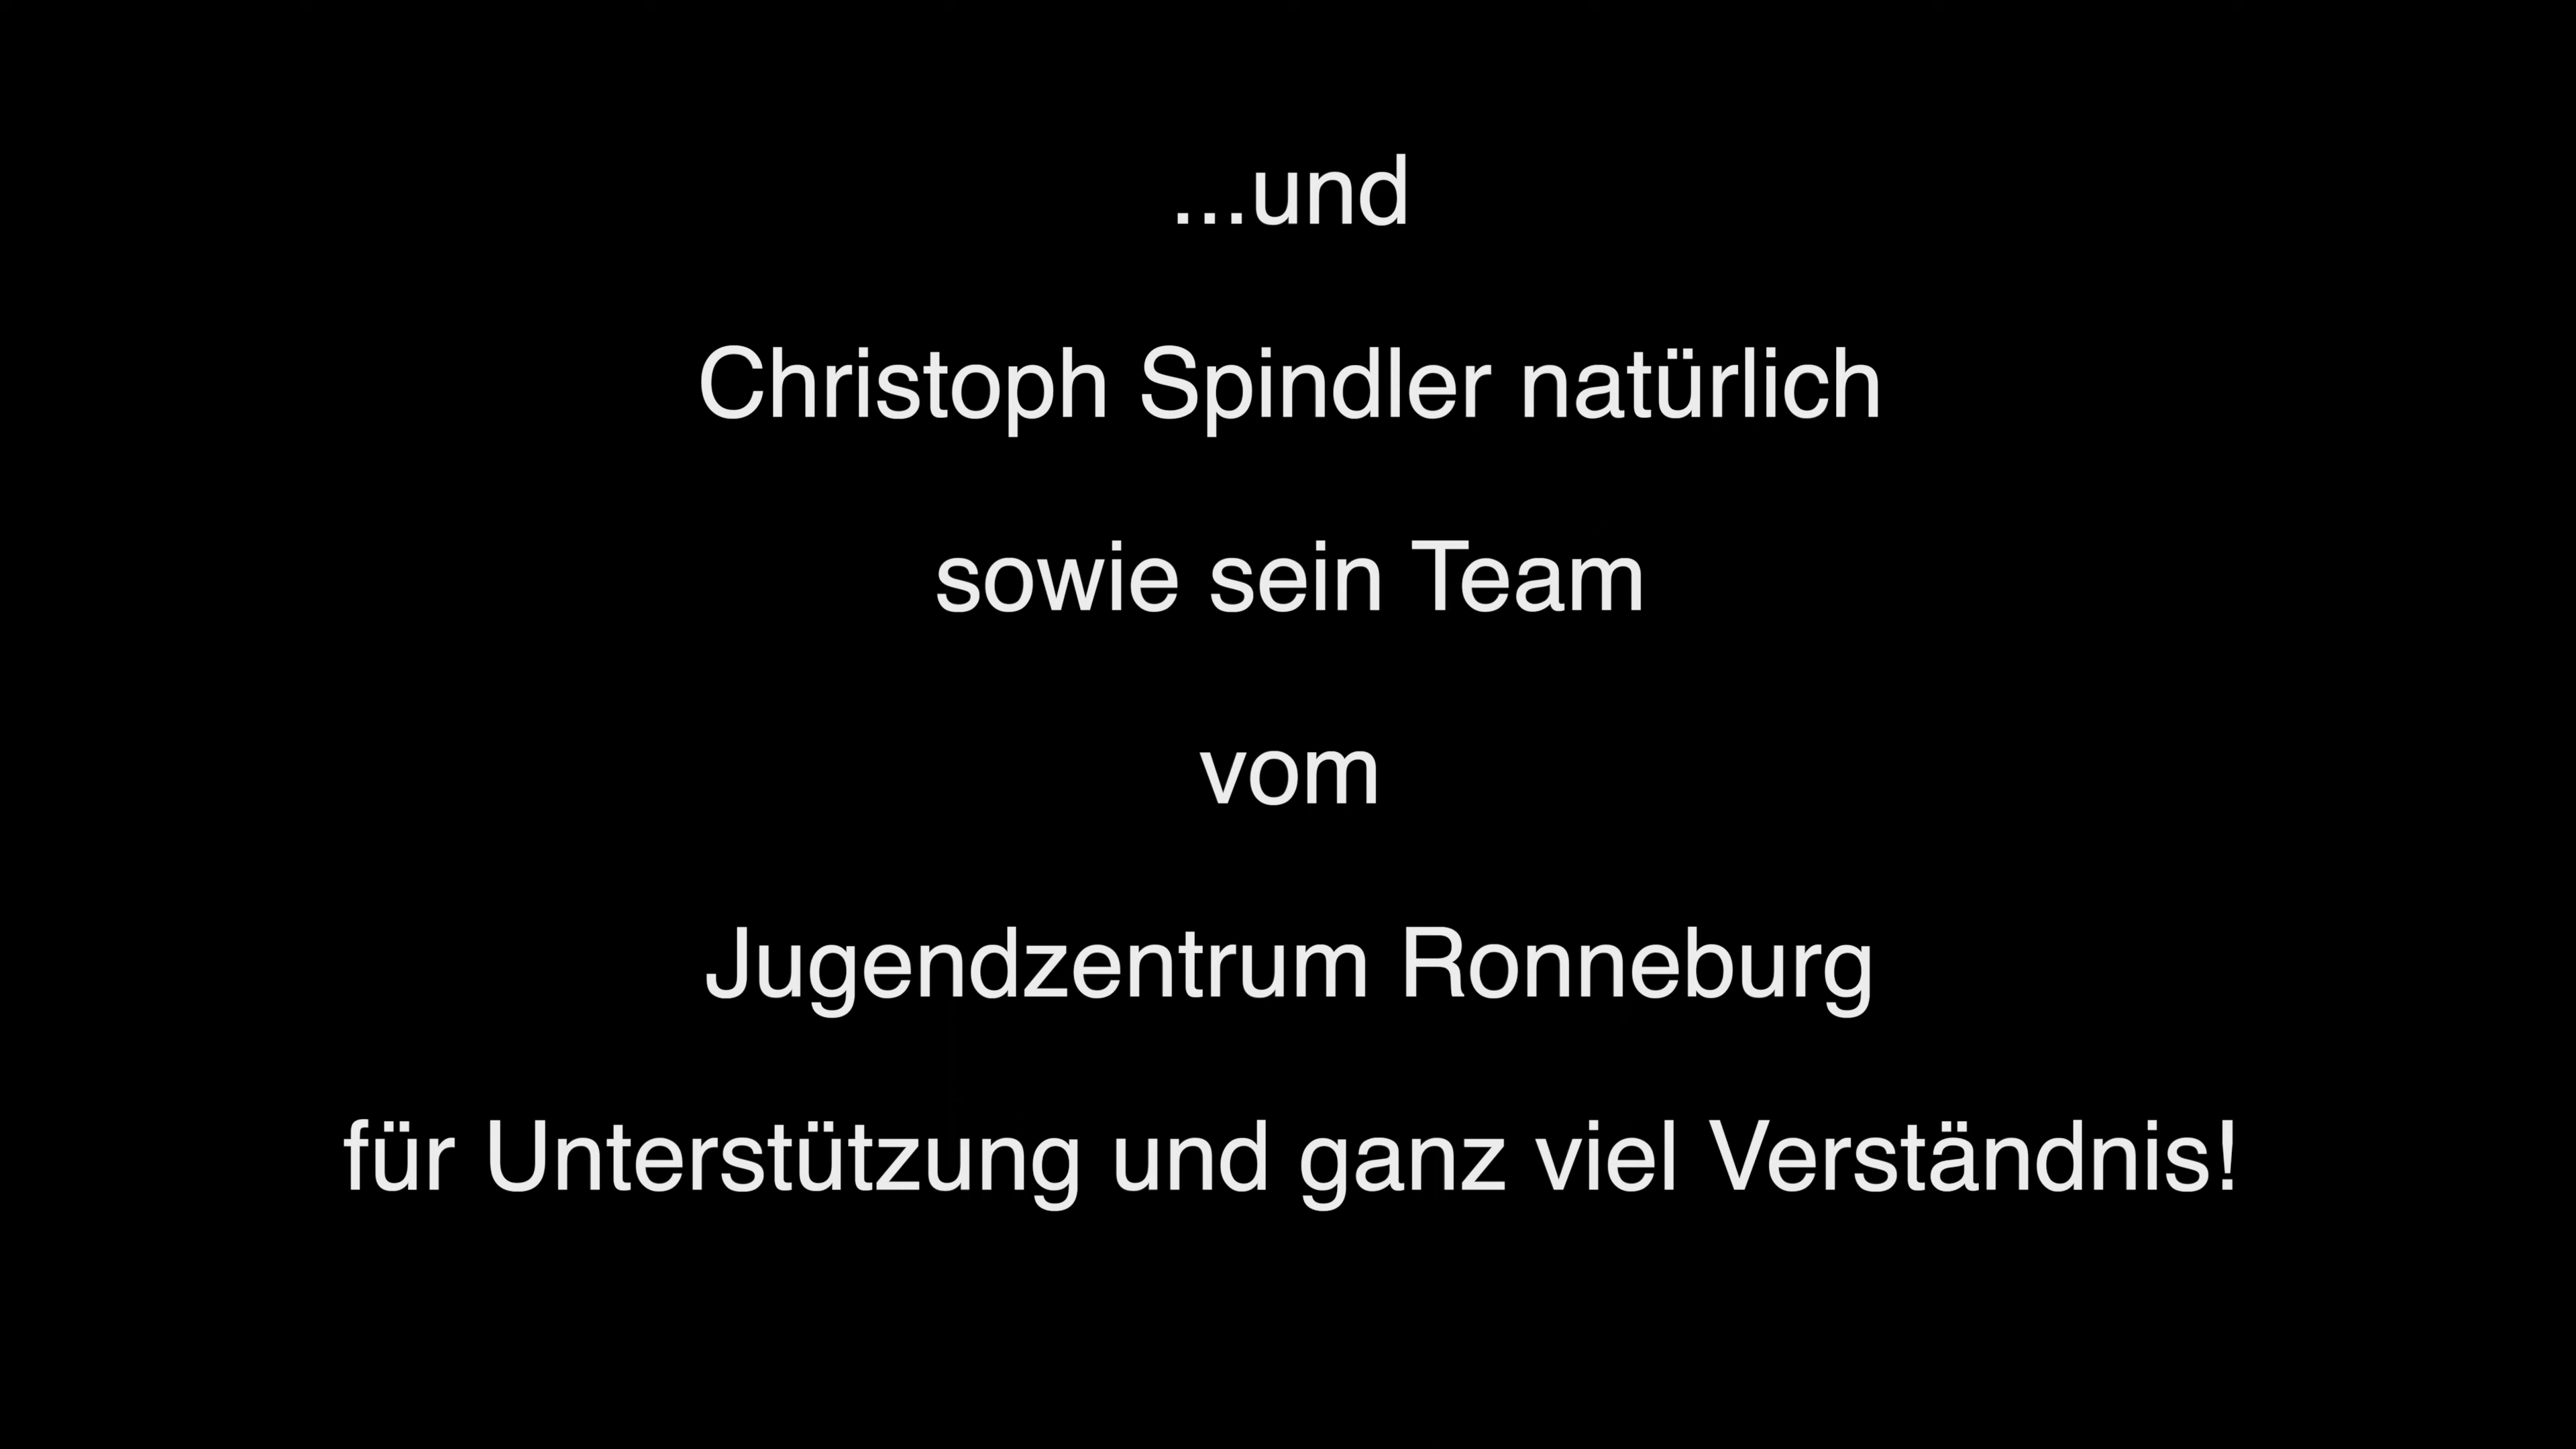 ...und
Christoph Spindler natürlich
sowie sein Team
vom
Jugendzentrum Ronneburg
für Unterstützung und ganz viel Verständnis!